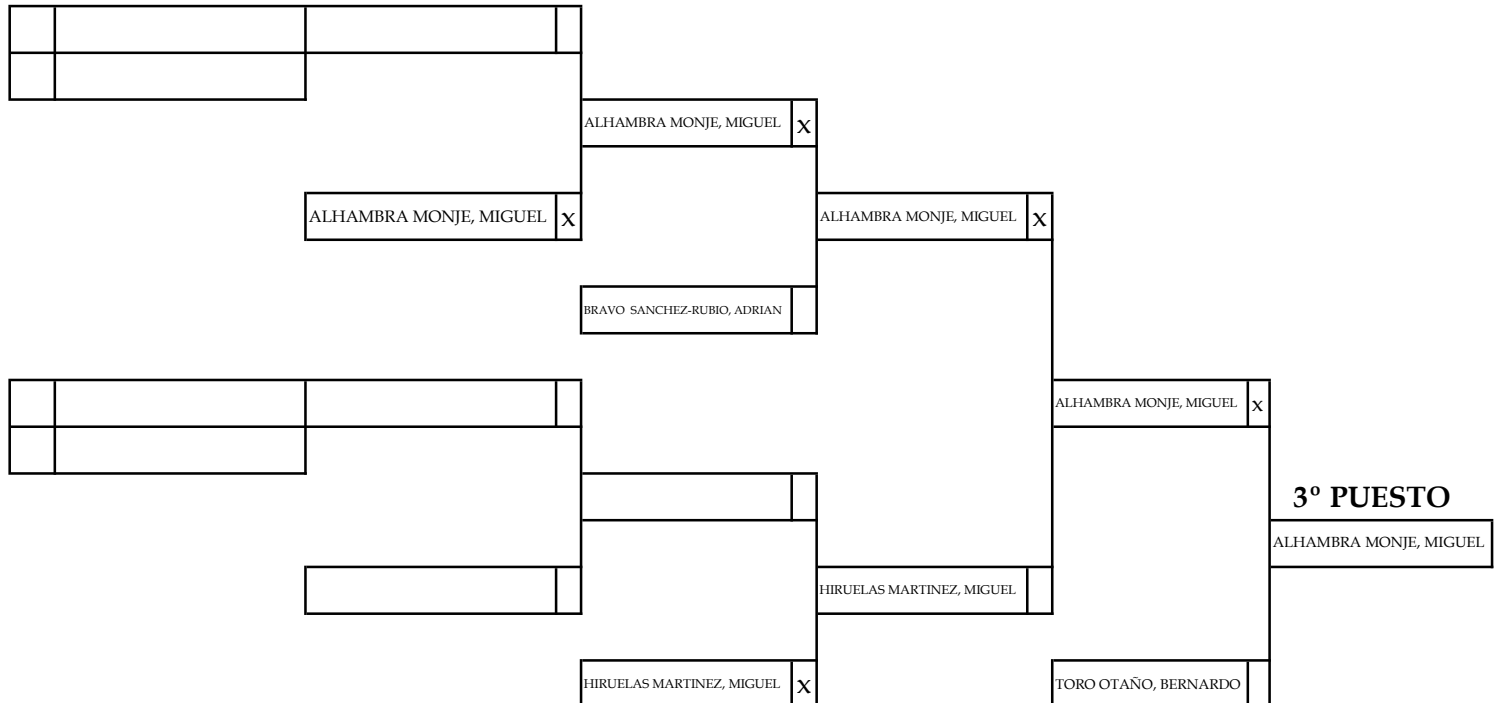 ALHAMBRA MONJE, MIGUEL x
ALHAMBRA MONJE, MIGUEL x
ALHAMBRA MONJE, MIGUEL x
BRAVO SANCHEZ-RUBIO, ADRIAN
ALHAMBRA MONJE, MIGUEL x
3º PUESTO
ALHAMBRA MONJE, MIGUEL
HIRUELAS MARTINEZ, MIGUEL
HIRUELAS MARTINEZ, MIGUEL x
TORO OTAÑO, BERNARDO